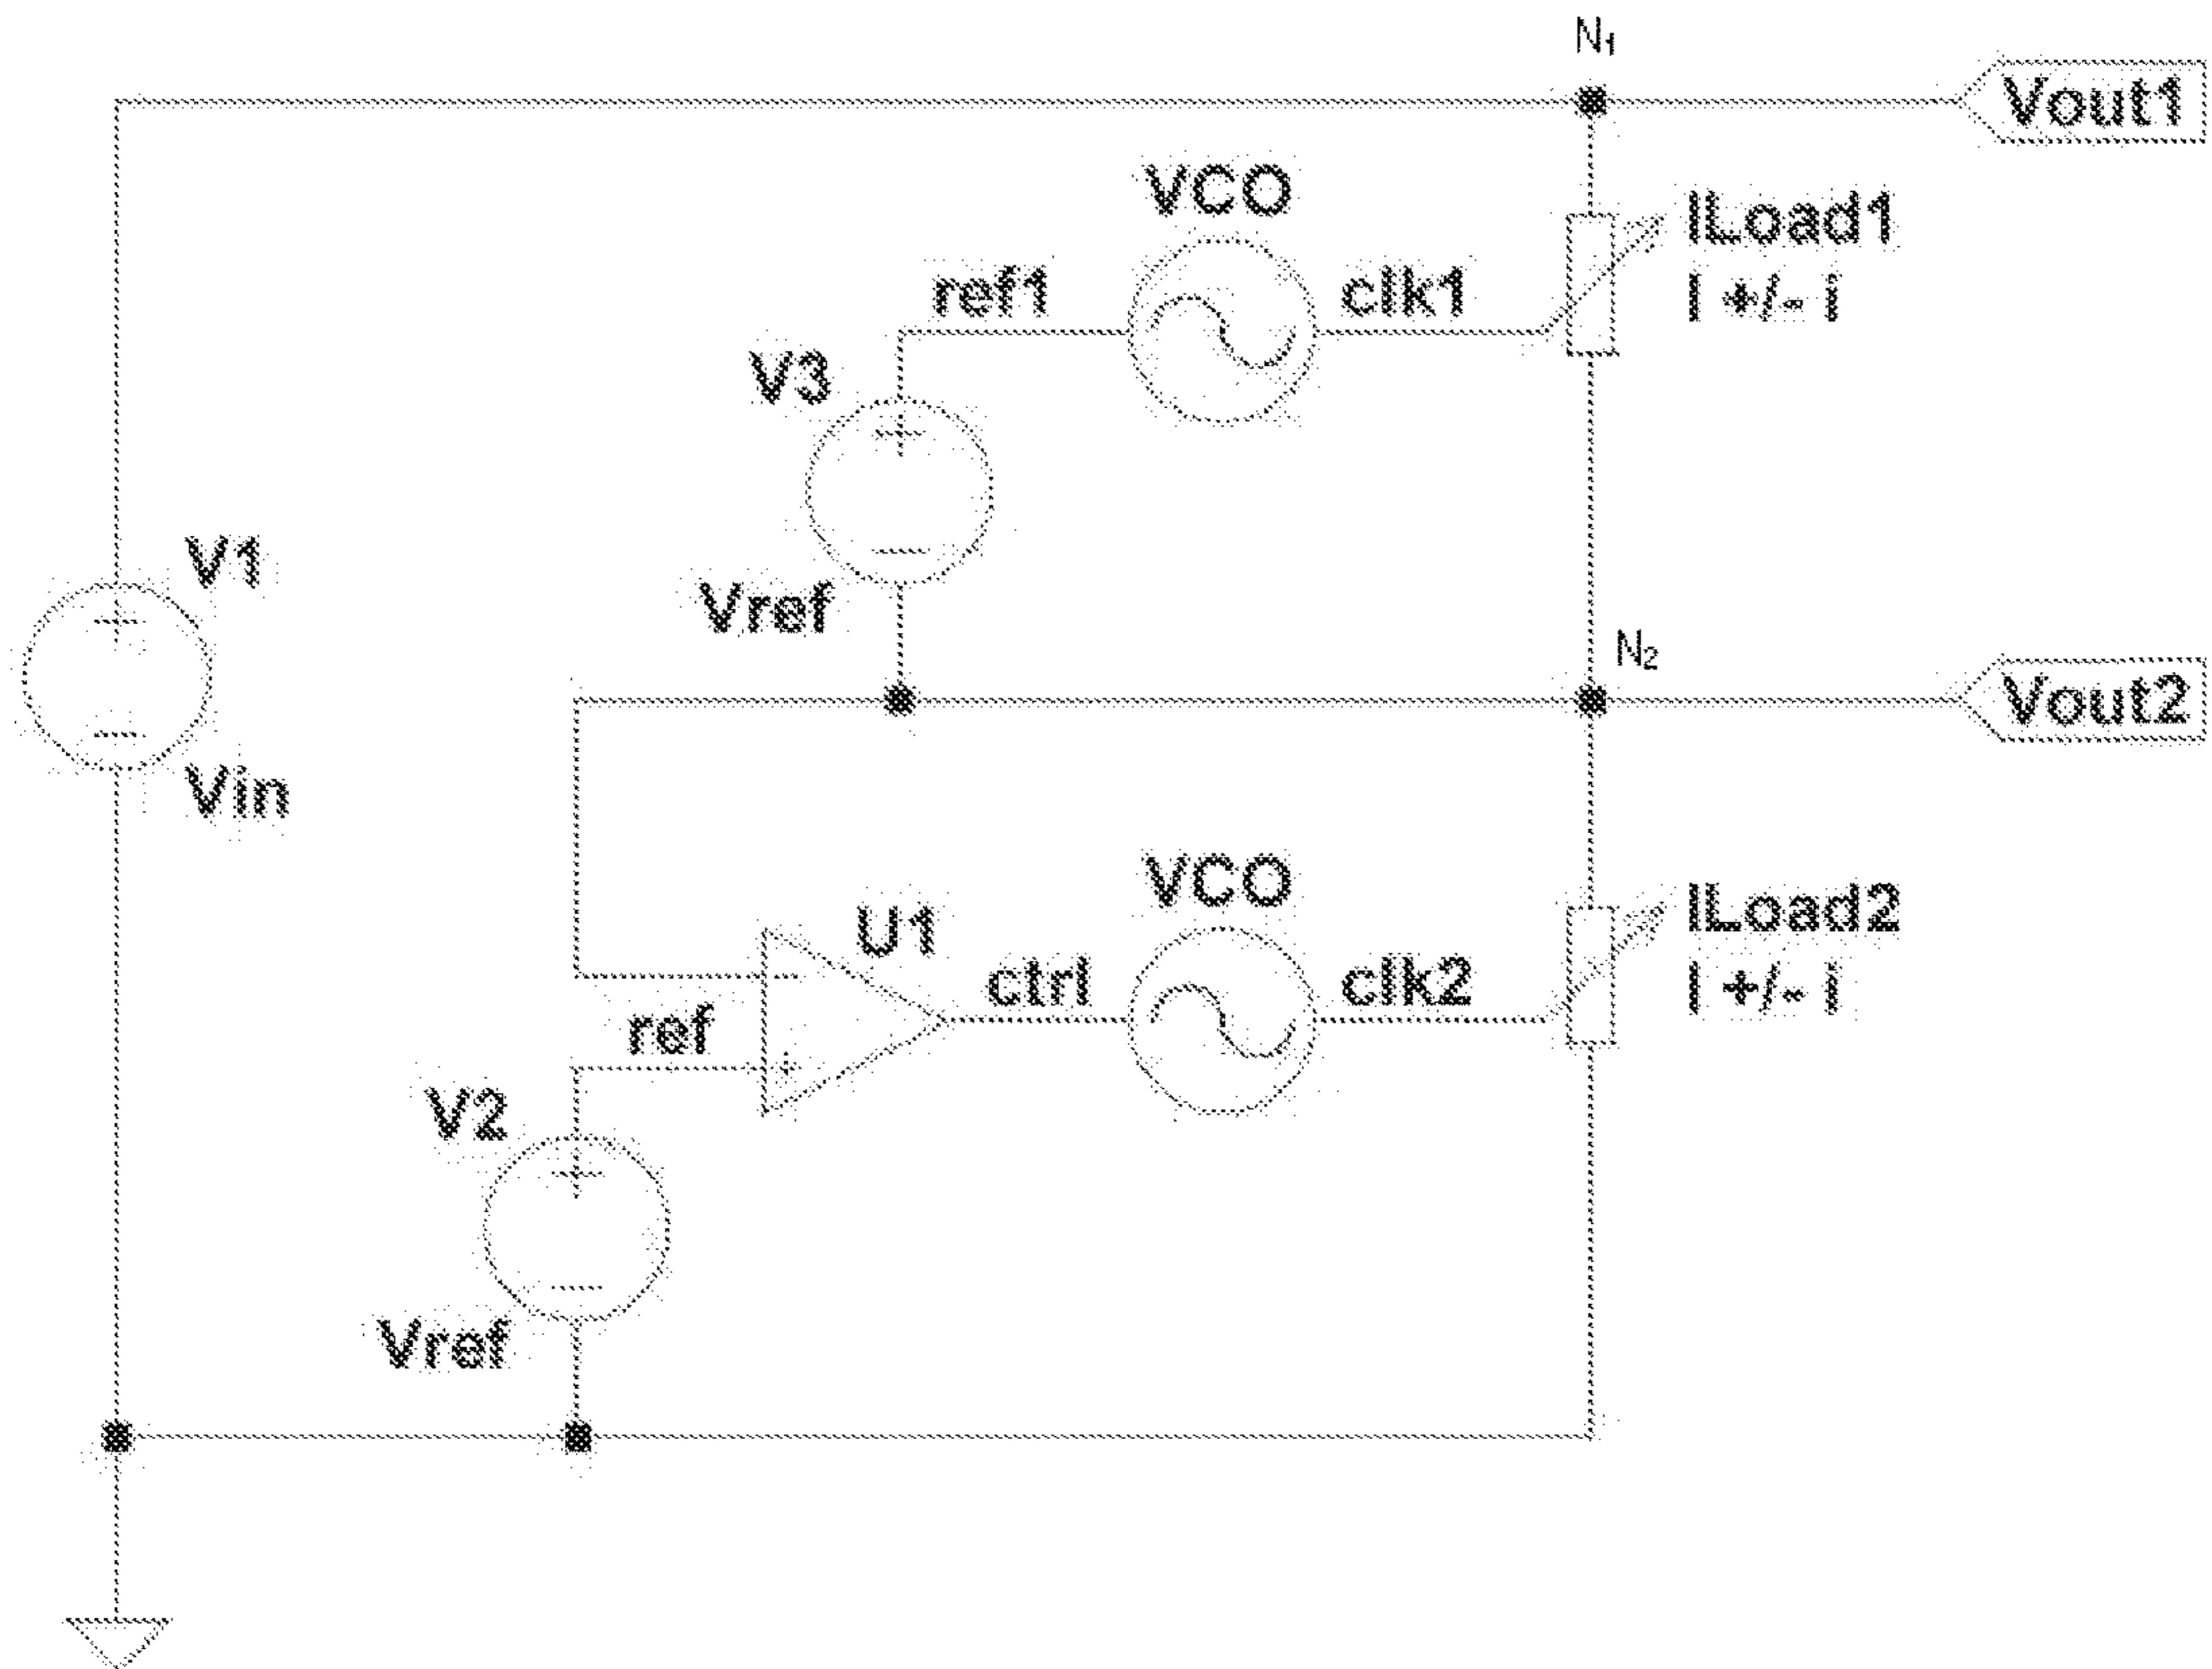 N₁
Vout1
VCO
ILoad1
I +/- i
ref1
clk1
V3
Vref
V1
Vin
N₂
Vout2
VCO
ILoad2
I +/- i
U1
ctrl
clk2
ref
V2
Vref